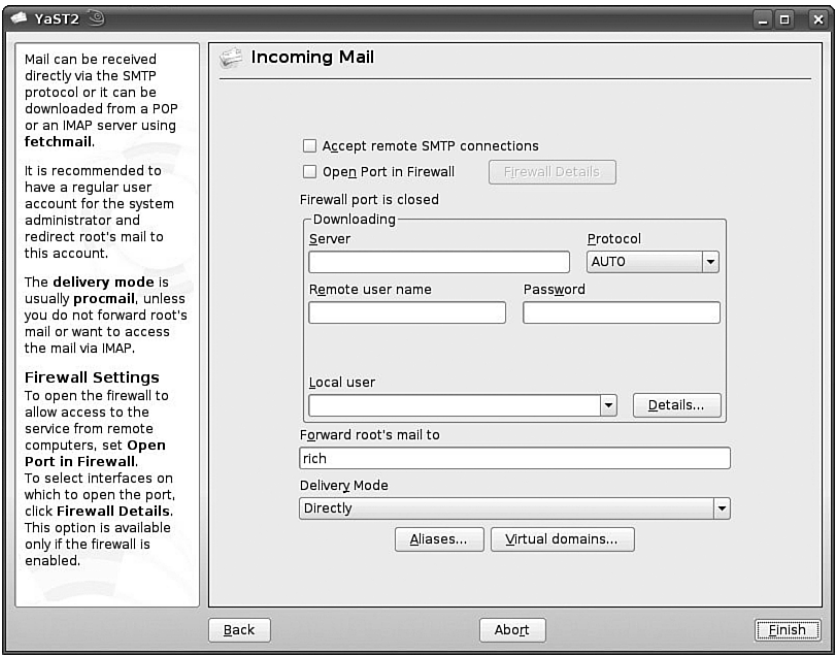 YaST2
Mail can be received
directly via the SMTP
protocol or it can be
downloaded from a POP
or an IMAP server using
fetchmail.
It is recommended to
have a regular user
account for the system
administrator and
redirect root's mail to
this account.
The delivery mode is
usually procmail, unless
you do not forward root's
mail or want to access
the mail via IMAP.
Firewall Settings
To open the firewall to
allow access to the
service from remote
computers, set Open
Port in Firewall.
To select interfaces on
which to open the port,
click Firewall Details.
This option is available
only if the firewall is
enabled.
Incoming Mail
Accept remote SMTP connections
Open Port in Firewall Firewall Details
Firewall port is closed
Downloading
Server Protocol
AUTO
Remote user name Password
Local user
Details...
Forward root's mail to
rich
Delivery Mode
Directly
Aliases... Virtual domains...
Back Abort Finish